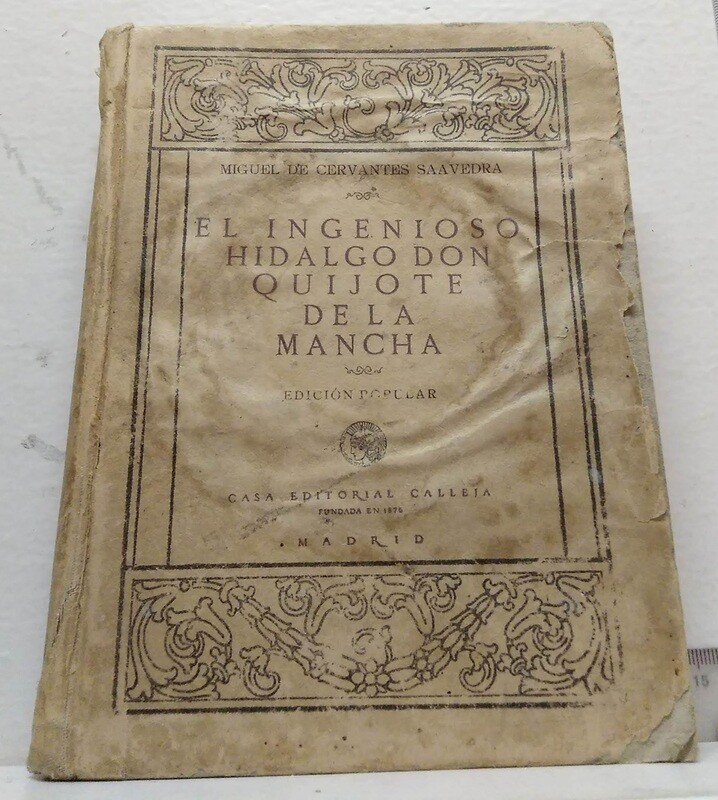 MIGUEL DE CERVANTES SAAVEDRA
EL INGENIOSO
HIDALGO DON
QUIJOTE
DE LA
MANCHA
EDICIÓN POPULAR
CASA EDITORIAL CALLEJA
FUNDADA EN 1876
MADRID
15